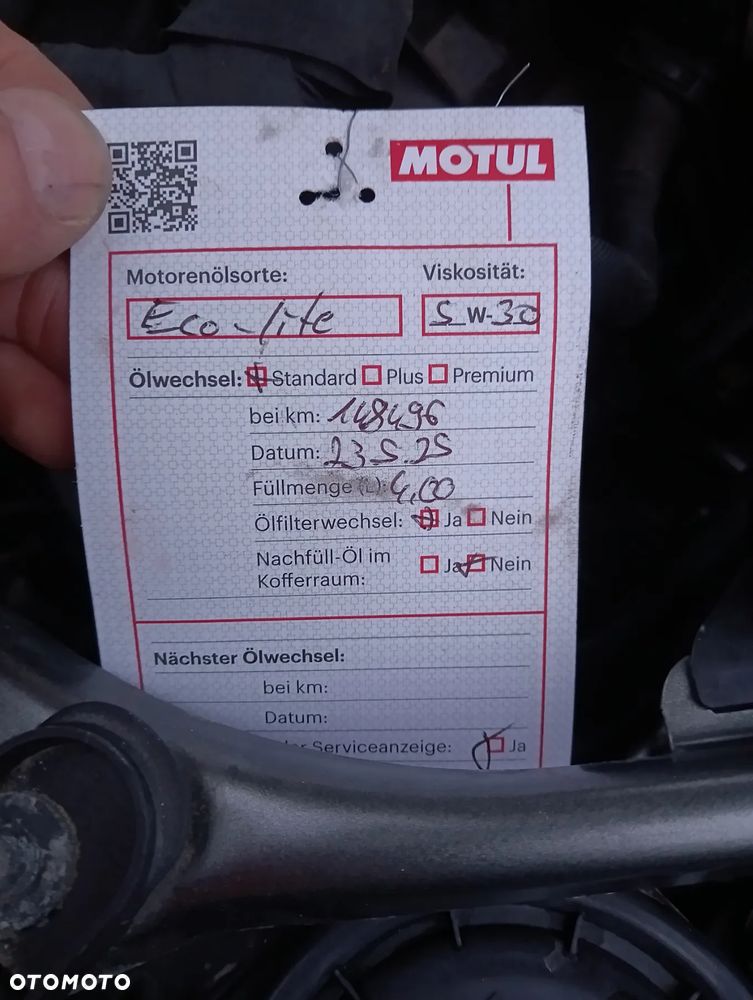 MOTUL
Motorenölsorte: Viskosität:
Eco-lite 5 W-30
Ölwechsel: Standard Plus Premium
bei km: 148496
Datum: 23.5.25
Füllmenge (L): 4,00
Ölfilterwechsel: Ja Nein
Nachfüll-Öl im Ja Nein
Kofferraum:
Nächster Ölwechsel:
bei km:
Datum:
Serviceanzeige: Ja
OTOMOTO